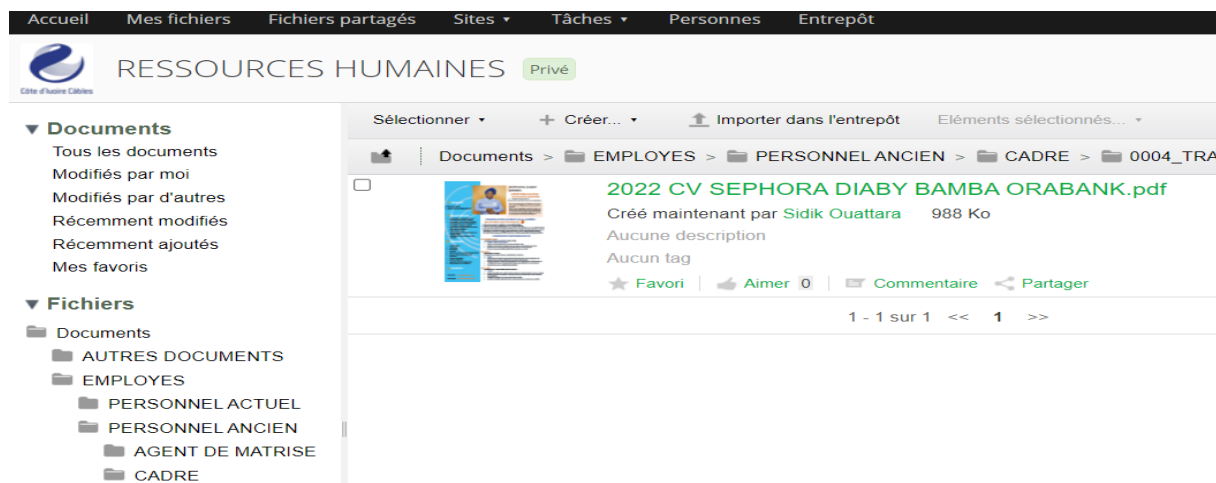 Accueil Mes fichiers Fichiers partagés Sites Tâches Personnes Entrepôt
Côte d'Ivoire Câbles
RESSOURCES HUMAINES Privé
Documents
Tous les documents
Modifiés par moi
Modifiés par d'autres
Récemment modifiés
Récemment ajoutés
Mes favoris
Fichiers
Documents
AUTRES DOCUMENTS
EMPLOYES
PERSONNEL ACTUEL
PERSONNEL ANCIEN
AGENT DE MATRISE
CADRE
Sélectionner + Créer... Importer dans l'entrepôt Eléments sélectionnés...
Documents > EMPLOYES > PERSONNEL ANCIEN > CADRE > 0004_TRA
2022 CV SEPHORA DIABY BAMBA ORABANK.pdf
Créé maintenant par Sidik Ouattara 988 Ko
Aucune description
Aucun tag
Favori Aimer 0 Commentaire Partager
1 - 1 sur 1 << 1 >>